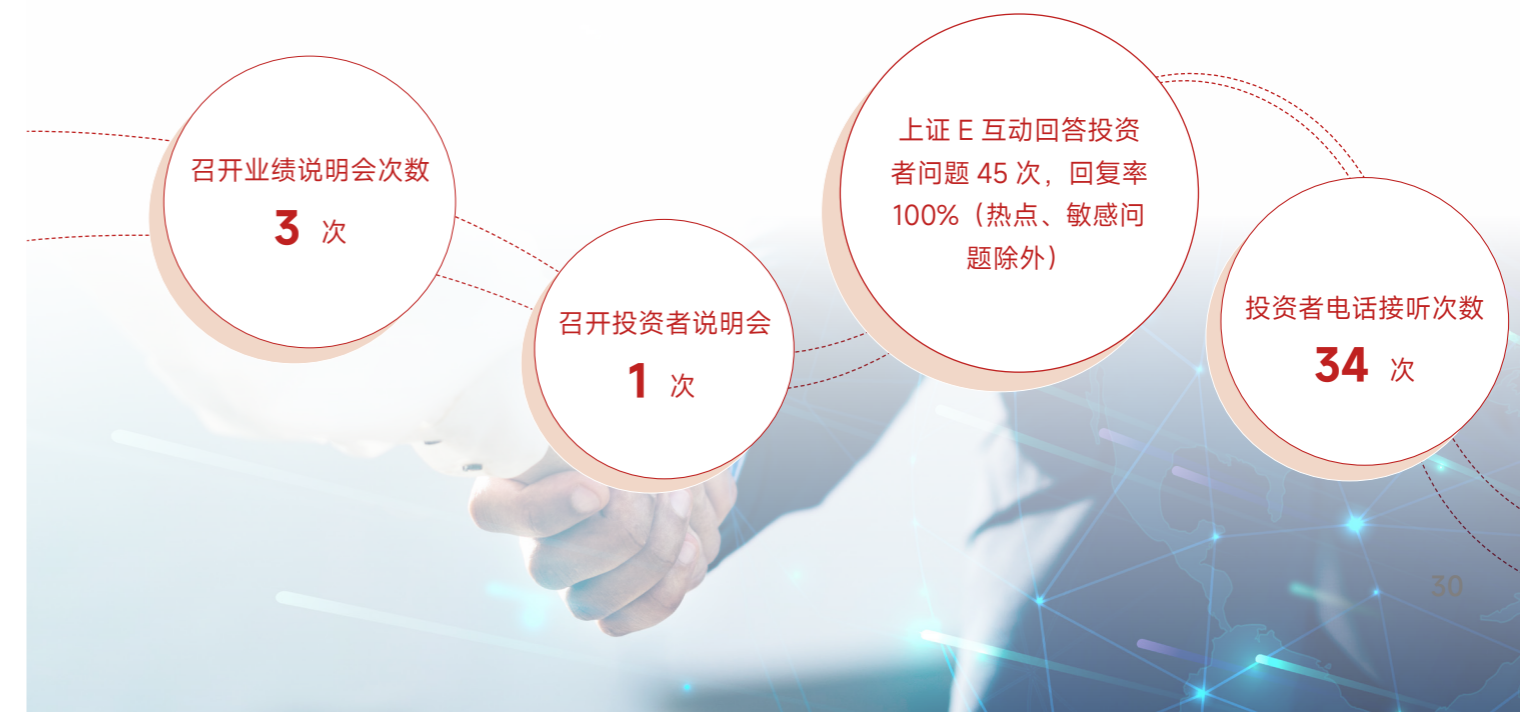 召开业绩说明会次数
3 次
召开投资者说明会
1 次
上证 E 互动回答投资
者问题 45 次，回复率
100%（热点、敏感问
题除外）
投资者电话接听次数
34 次
30